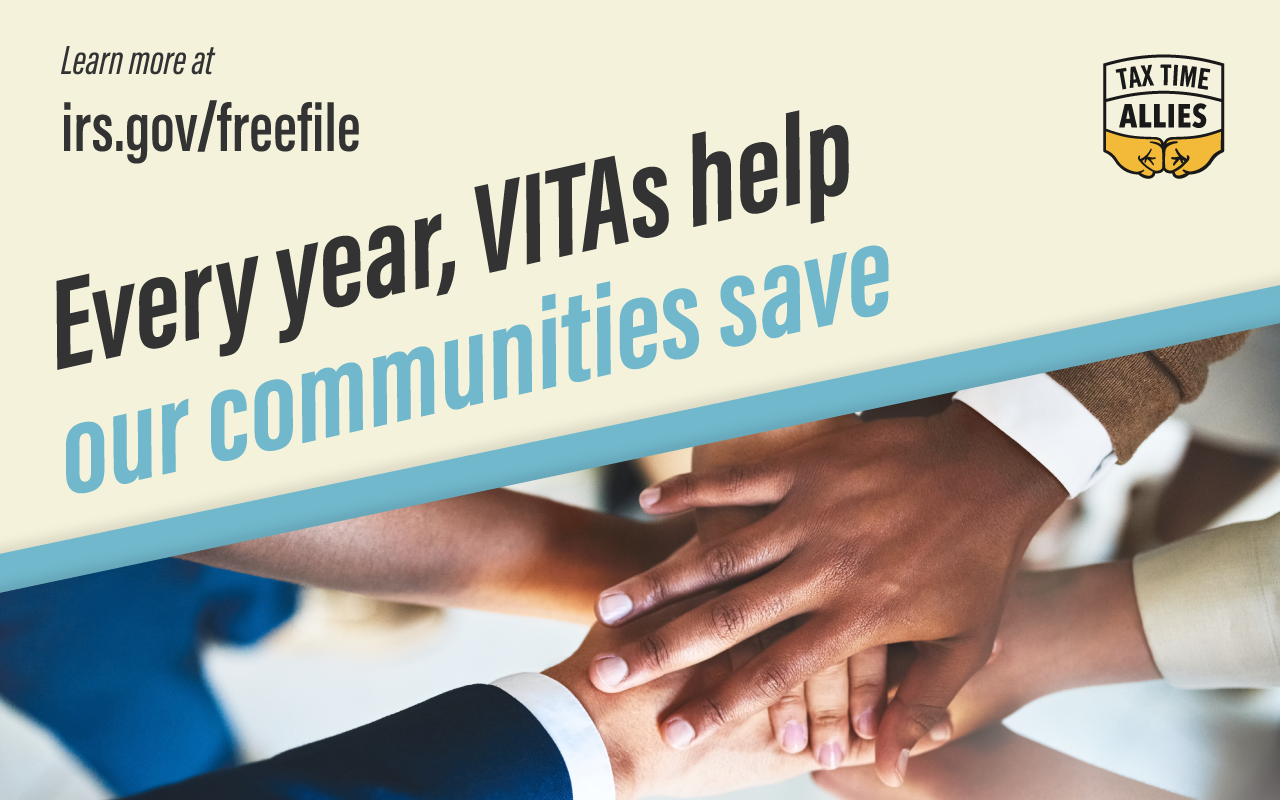 Learn more at
irs.gov/freefile
TAX TIME
ALLIES
Every year, VITAs help
our communities save